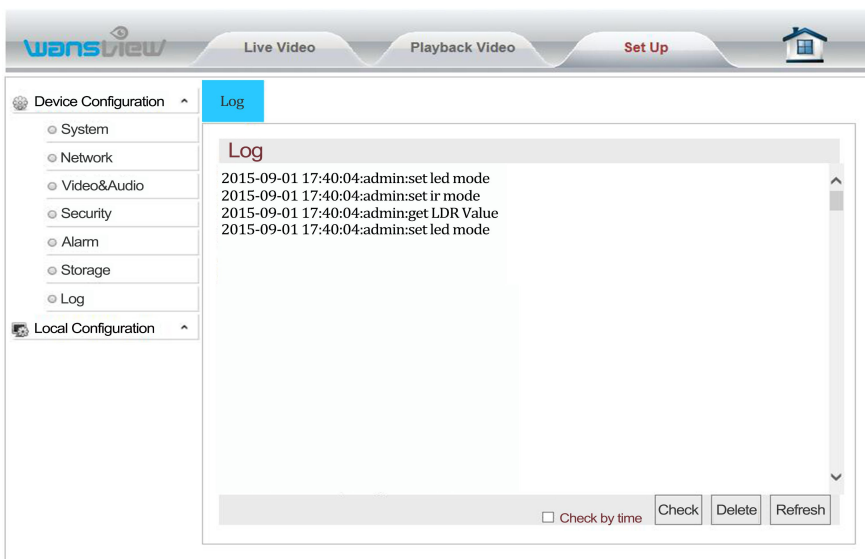 wansview
Live Video
Playback Video
Set Up
Device Configuration
Log
System
Network
Video&Audio
Security
Alarm
Storage
Log
Local Configuration
Log
2015-09-01 17:40:04:admin:set led mode
2015-09-01 17:40:04:admin:set ir mode
2015-09-01 17:40:04:admin:get LDR Value
2015-09-01 17:40:04:admin:set led mode
Check by time
Check
Delete
Refresh